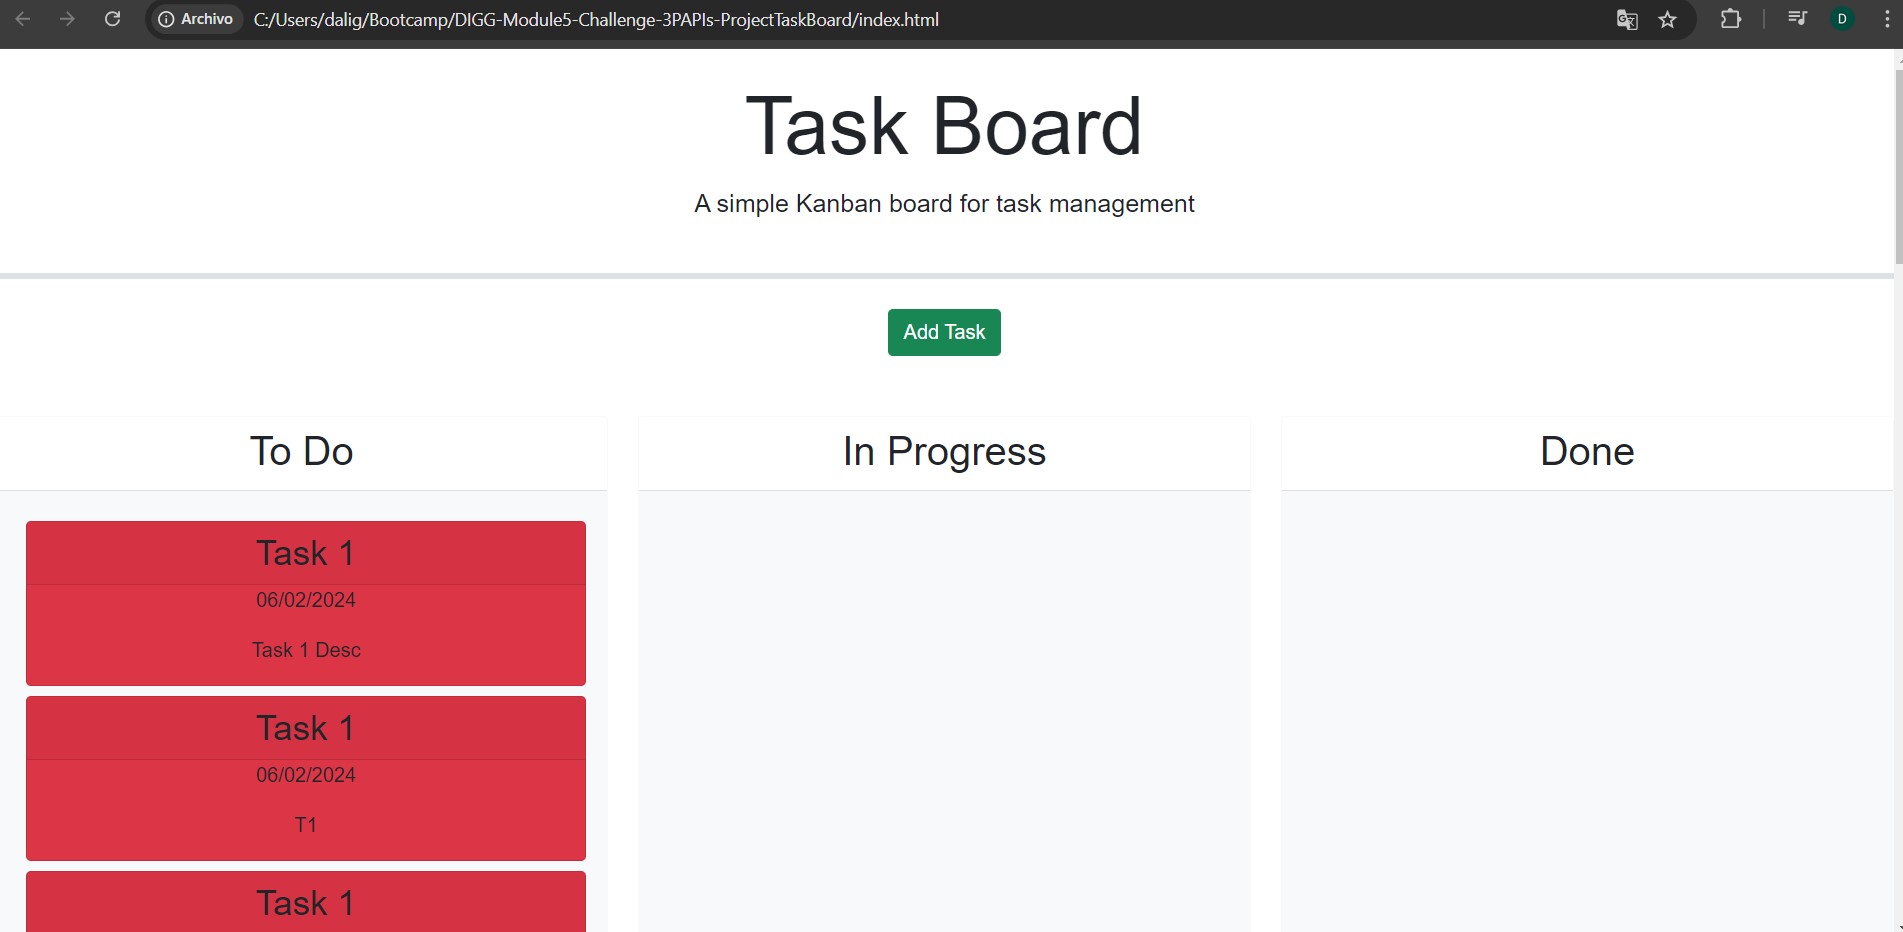 Archivo C:/Users/dalig/Bootcamp/DIGG-Module5-Challenge-3PAPIs-ProjectTaskBoard/index.html D
Task Board
A simple Kanban board for task management
Add Task
To Do
In Progress
Done
Task 1
06/02/2024
Task 1 Desc
Task 1
06/02/2024
T1
Task 1